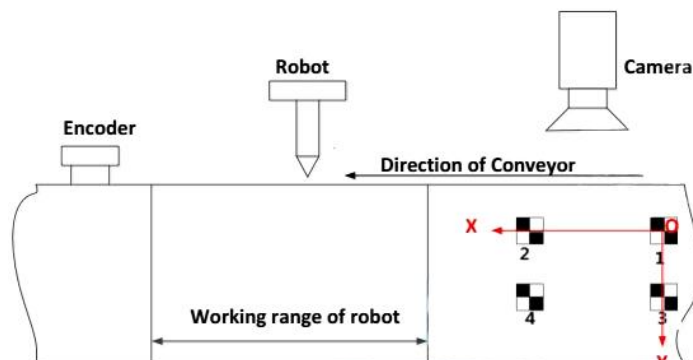 Robot
Camera
Encoder
Direction of Conveyor
X
O
2
1
Working range of robot
4
3
Y